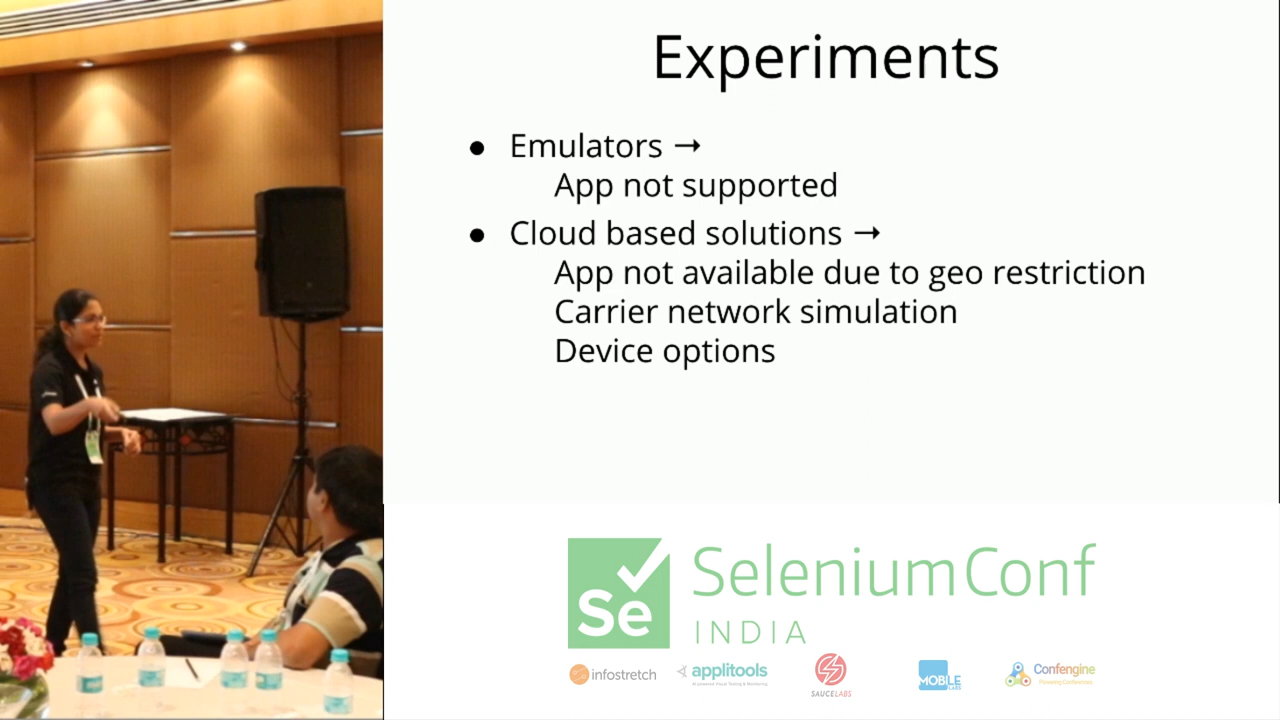 Experiments
● Emulators →
App not supported
● Cloud based solutions →
App not available due to geo restriction
Carrier network simulation
Device options
Se
SeleniumConf
INDIA
infostretch
applitools
SAUCELABS
MOBILE
LABS
Confengine